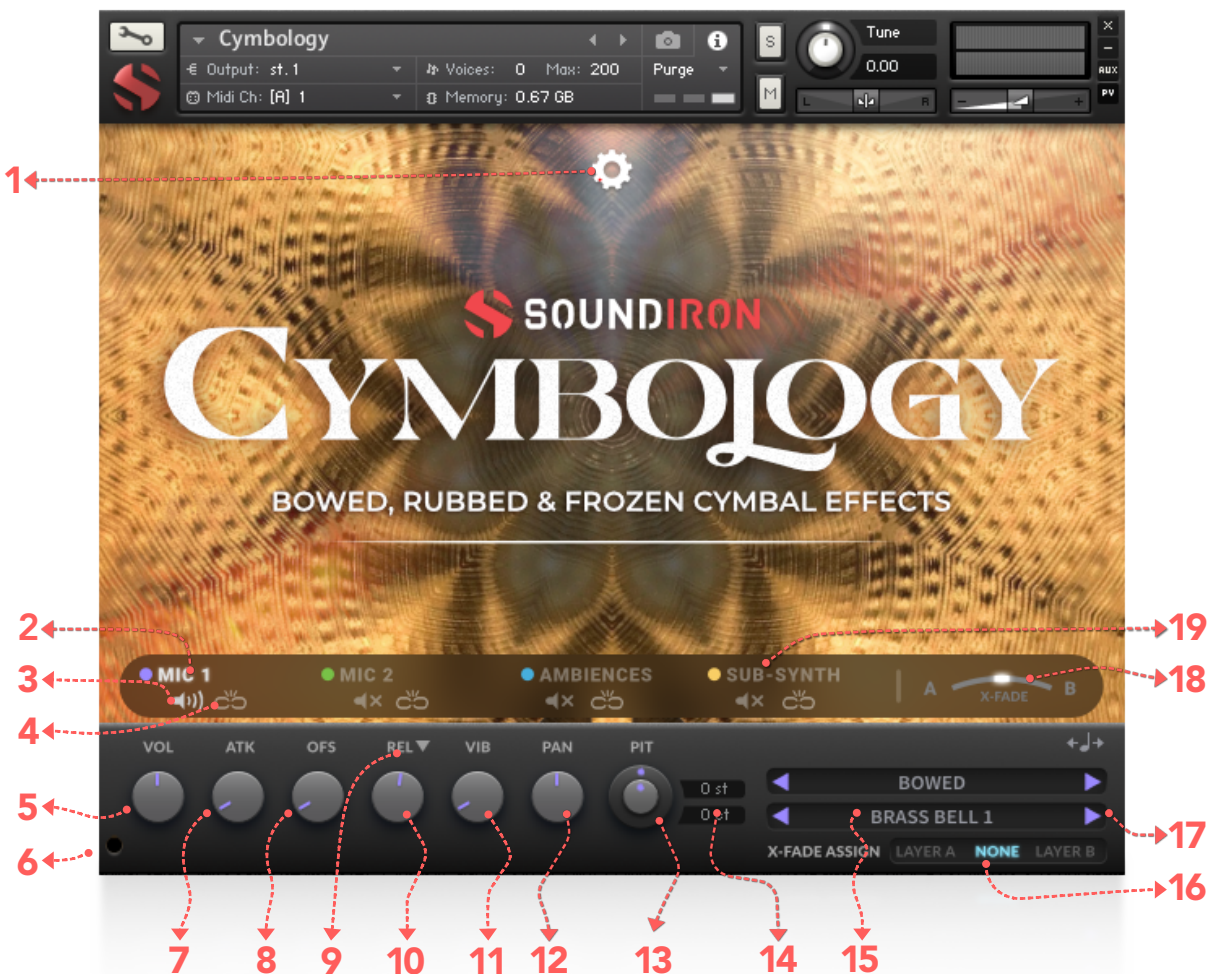 Cymbology
Output: st.1
Voices: 0 Max: 200
Purge
Midi Ch: [A] 1
Memory: 0.67 GB
S
M
Tune
0.00
L R
- +
×
-
AUX
PV
1
SOUNDIRON
CYMBOLOGY
BOWED, RUBBED & FROZEN CYMBAL EFFECTS
2
19
MIC 1
MIC 2
AMBIENCES
SUB-SYNTH
A
X-FADE
B
3
18
4
VOL
ATK
OFS
REL
VIB
PAN
PIT
0 st
0 st
BOWED
BRASS BELL 1
X-FADE ASSIGN
LAYER A
NONE
LAYER B
5
17
6
16
7
8
9
10
11
12
13
14
15